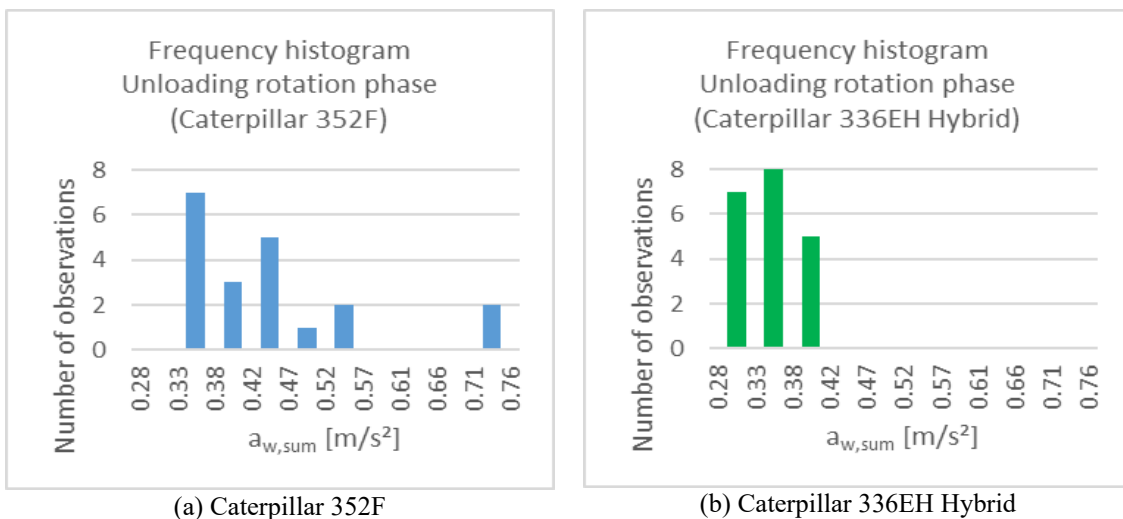 Frequency histogram
Unloading rotation phase
(Caterpillar 352F)
Number of observations
8
6
4
2
0
0.28
0.33
0.38
0.42
0.47
0.52
0.57
0.61
0.66
0.71
0.76
a_w,sum [m/s²]
(a) Caterpillar 352F
Frequency histogram
Unloading rotation phase
(Caterpillar 336EH Hybrid)
Number of observations
8
6
4
2
0
0.28
0.33
0.38
0.42
0.47
0.52
0.57
0.61
0.66
0.71
0.76
a_w,sum [m/s²]
(b) Caterpillar 336EH Hybrid